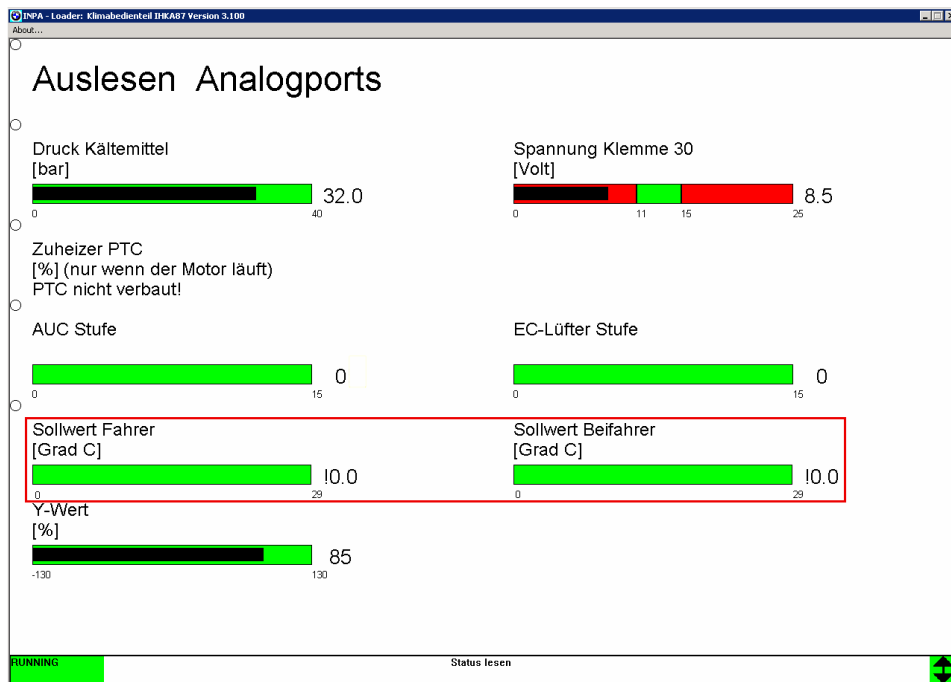 INPA - Loader: Klimabedienteil IHKA87 Version 3.100
About...
Auslesen Analogports
Druck Kältemittel
[bar]
32.0
0 40
Spannung Klemme 30
[Volt]
8.5
0 11 15 25
Zuheizer PTC
[%] (nur wenn der Motor läuft)
PTC nicht verbaut!
AUC Stufe
0
0 15
EC-Lüfter Stufe
0
0 15
Sollwert Fahrer
[Grad C]
!0.0
0 29
Sollwert Beifahrer
[Grad C]
!0.0
0 29
Y-Wert
[%]
85
-130 130
RUNNING
Status lesen